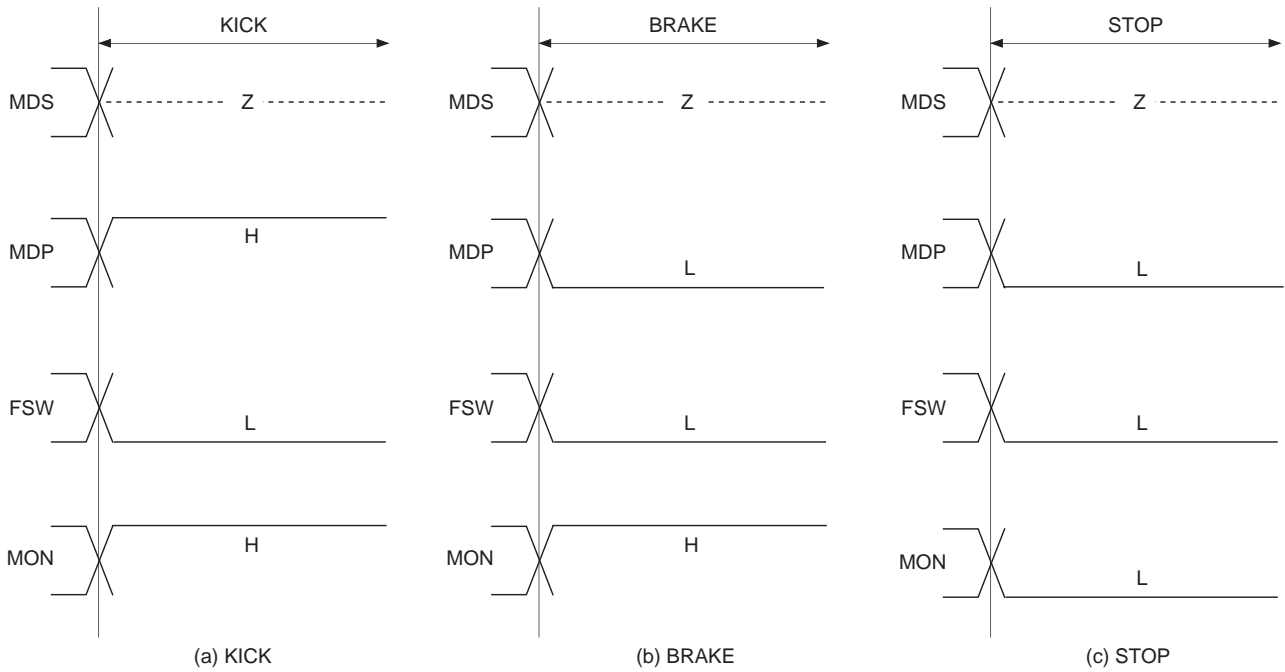 KICK
MDS
Z
MDP
H
FSW
L
MON
H
(a) KICK
BRAKE
MDS
Z
MDP
L
FSW
L
MON
H
(b) BRAKE
STOP
MDS
Z
MDP
L
FSW
L
MON
L
(c) STOP